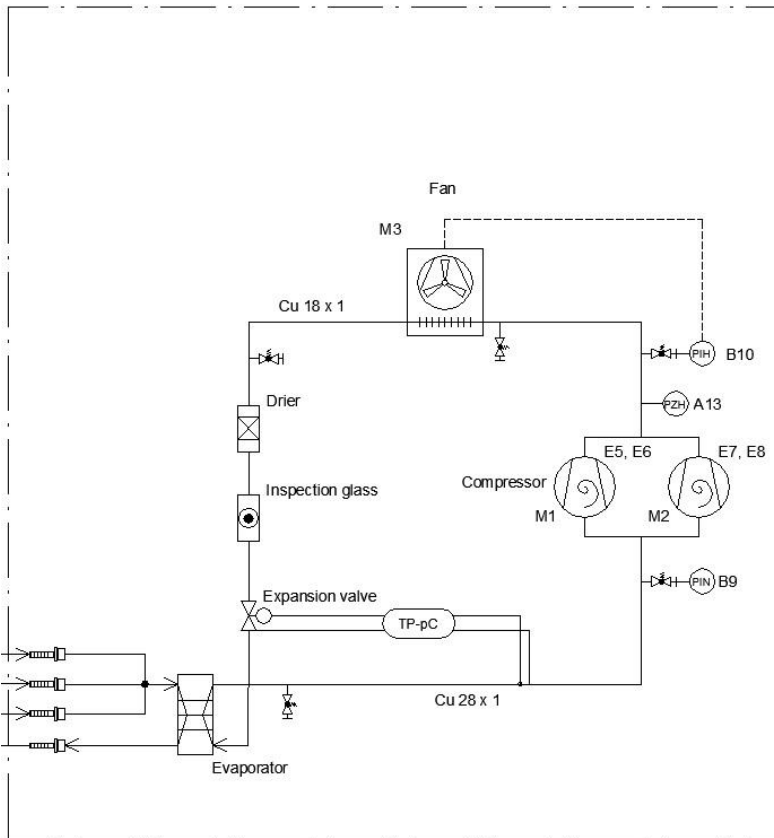 Fan
M3
Cu 18 x 1
PIH
B10
Drier
PZH
A13
E5, E6
E7, E8
Compressor
Inspection glass
M1
M2
PIN
B9
Expansion valve
TP-pC
Cu 28 x 1
Evaporator